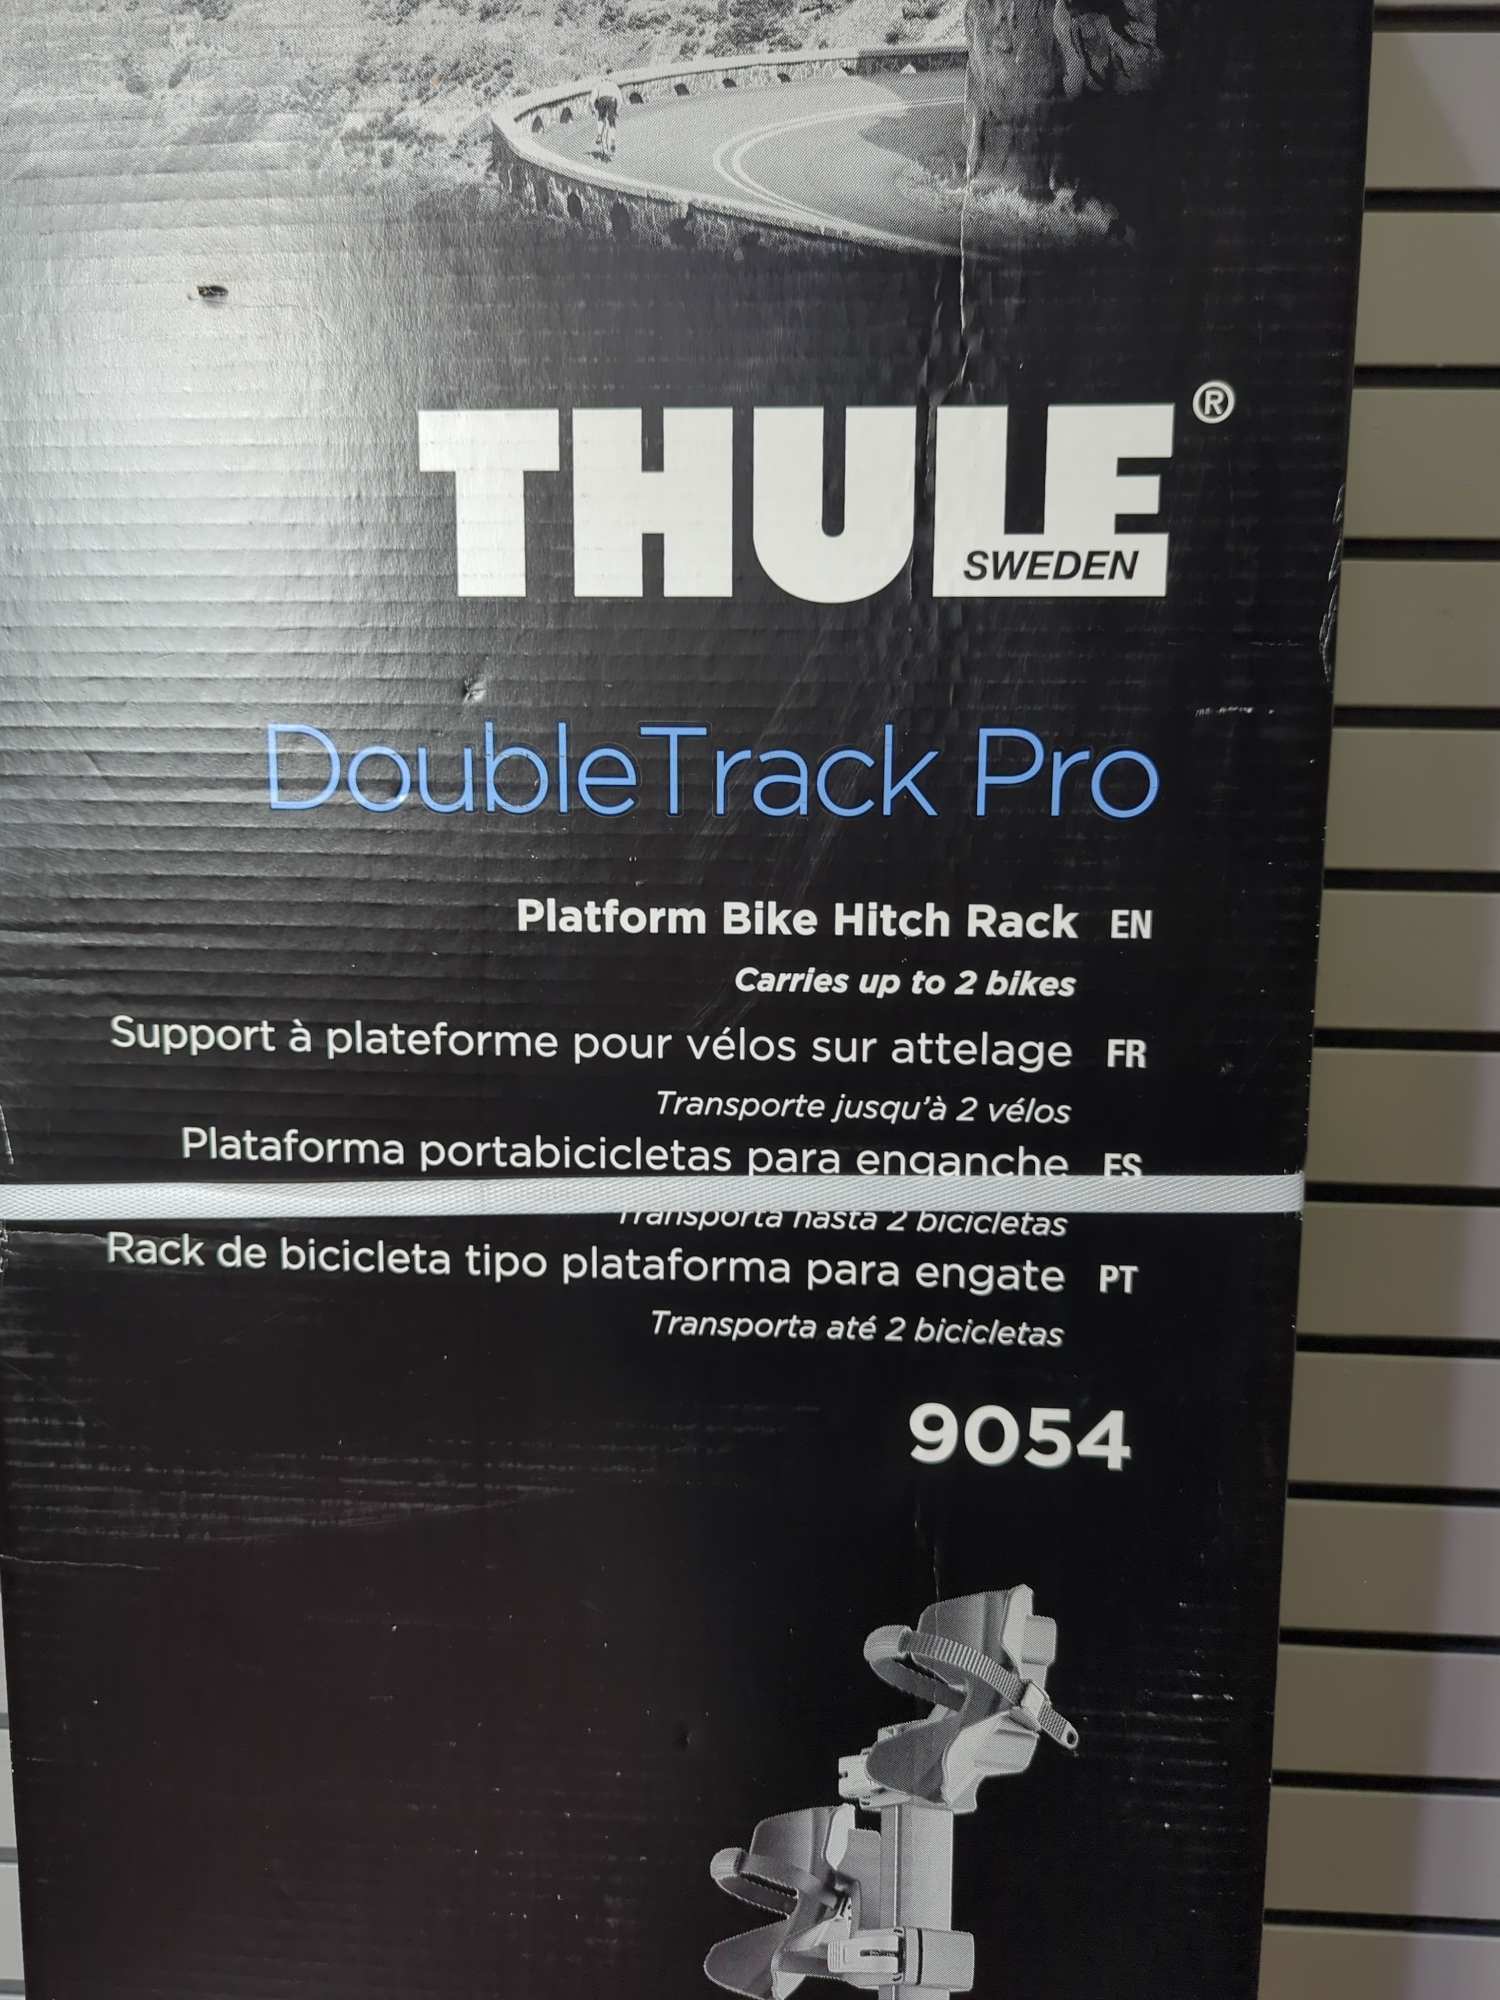 THULE®
SWEDEN
DoubleTrack Pro
Platform Bike Hitch Rack EN
Carries up to 2 bikes
Support à plateforme pour vélos sur attelage FR
Transporte jusqu'à 2 vélos
Plataforma portabicicletas para enganche ES
Transporta hasta 2 bicicletas
Rack de bicicleta tipo plataforma para engate PT
Transporta até 2 bicicletas
9054